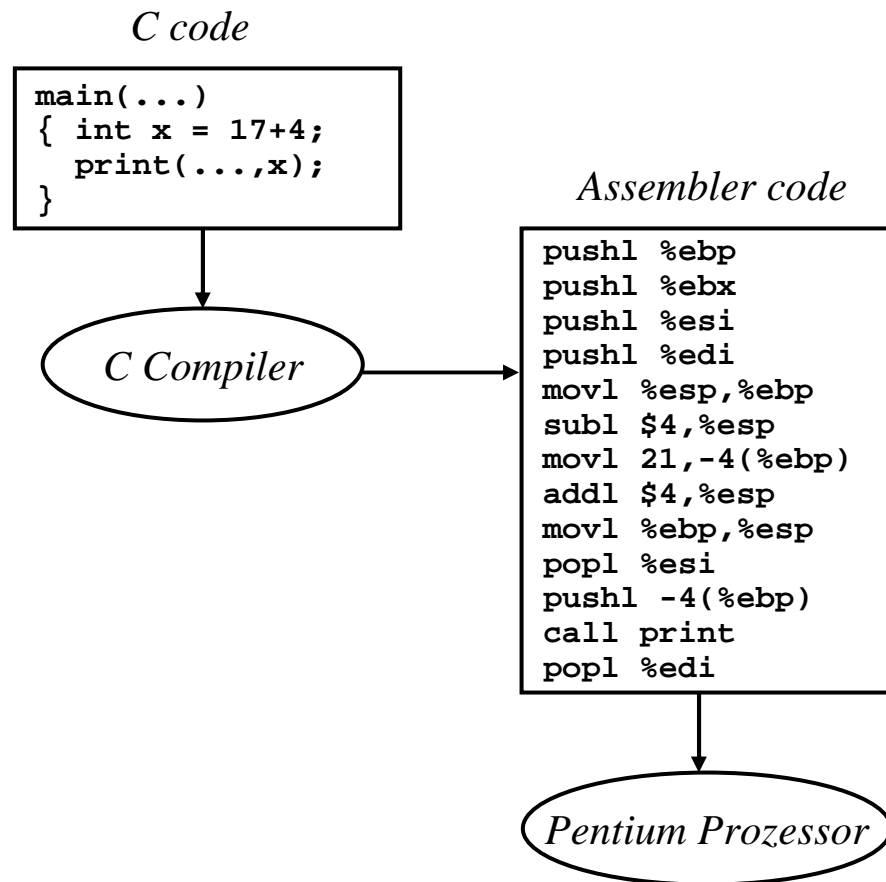 C code
main(...)
{ int x = 17+4;
  print(...,x);
}
C Compiler
Assembler code
pushl %ebp
pushl %ebx
pushl %esi
pushl %edi
movl %esp,%ebp
subl $4,%esp
movl 21,-4(%ebp)
addl $4,%esp
movl %ebp,%esp
popl %esi
pushl -4(%ebp)
call print
popl %edi
Pentium Prozessor